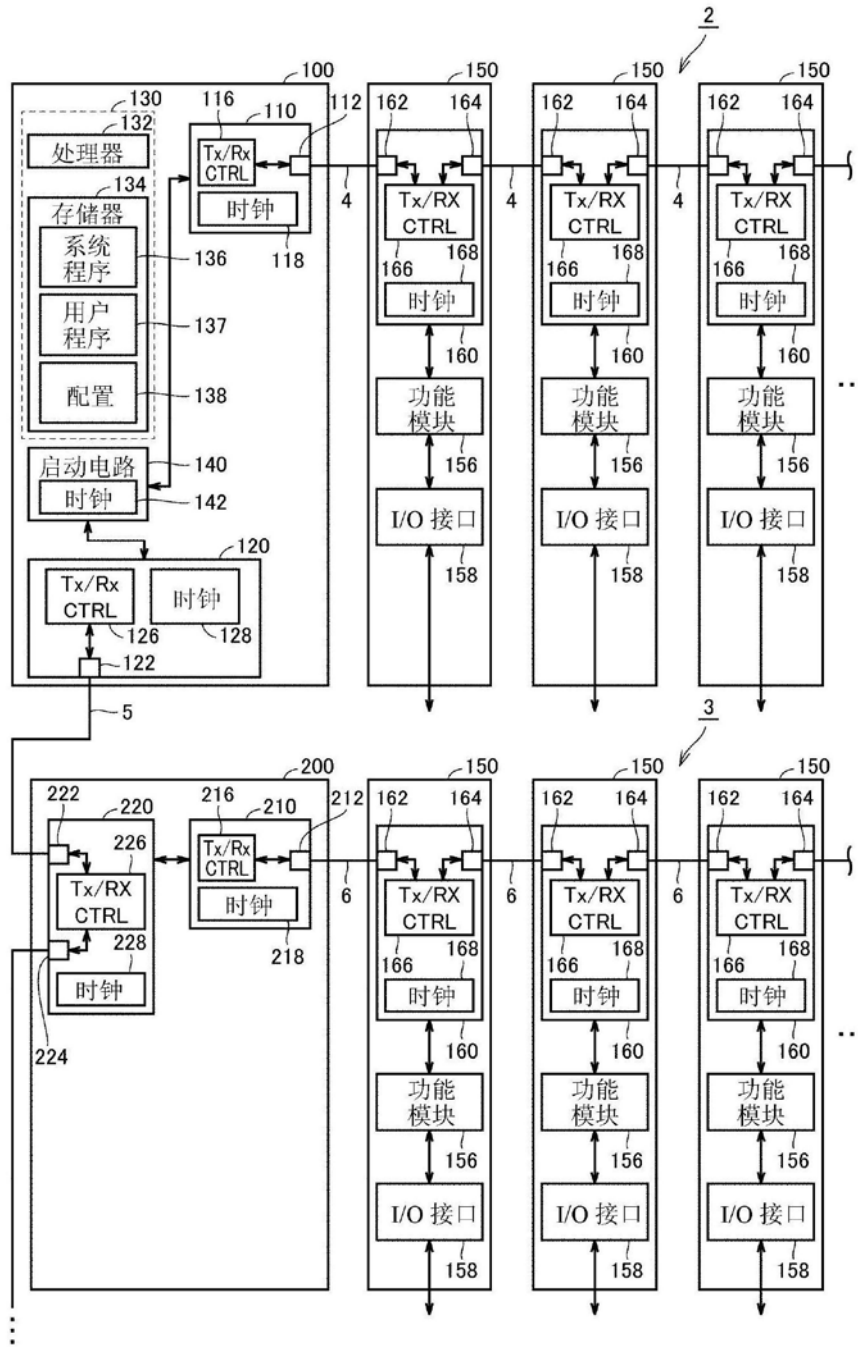 2
100 150 150 150
130 116 110 112 162 164 162 164 162 164
132
处理器
Tx/Rx
CTRL
134
存储器
时钟
118
4 4 4
Tx/RX
CTRL
Tx/RX
CTRL
Tx/RX
CTRL
系统
程序
136
166 168 166 168 166 168
时钟 时钟 时钟
用户
程序
137
160 160 160
配置
138
功能
模块
功能
模块
功能
模块
..
启动电路
140
156 156 156
时钟
142
I/O 接口 I/O 接口 I/O 接口
120
158 158 158
Tx/Rx
CTRL
时钟
126 128
122
5
3
200 150 150 150
222 220 216 210 212 162 164 162 164 162 164
226
Tx/Rx
CTRL
Tx/RX
CTRL
6 6 6
时钟
218
Tx/RX
CTRL
Tx/RX
CTRL
Tx/RX
CTRL
228
时钟
224
166 168 166 168 166 168
时钟 时钟 时钟
160 160 160
..
功能
模块
功能
模块
功能
模块
156 156 156
I/O 接口 I/O 接口 I/O 接口
158 158 158
⋮